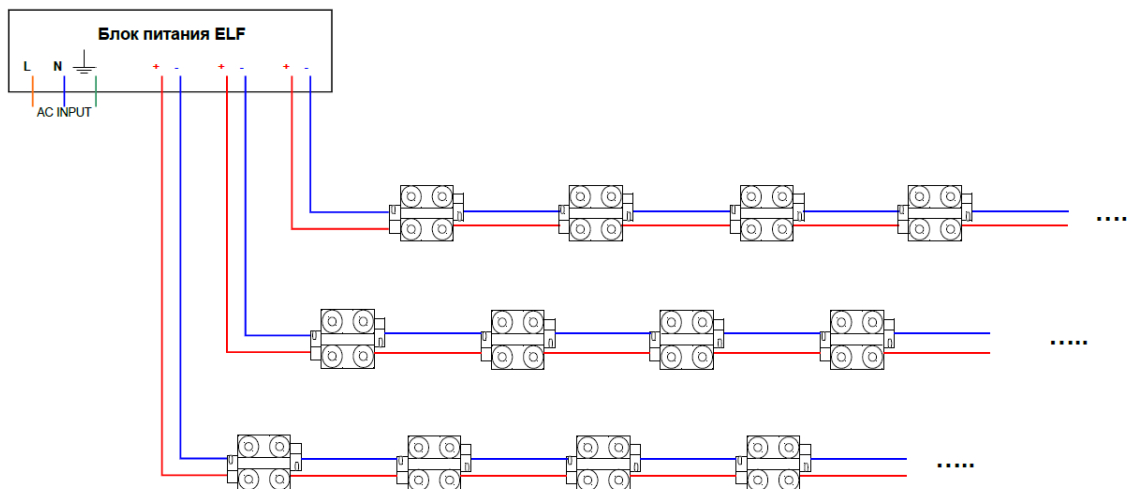 Блок питания ELF
L N + - + - + -
AC INPUT
.....
.....
.....